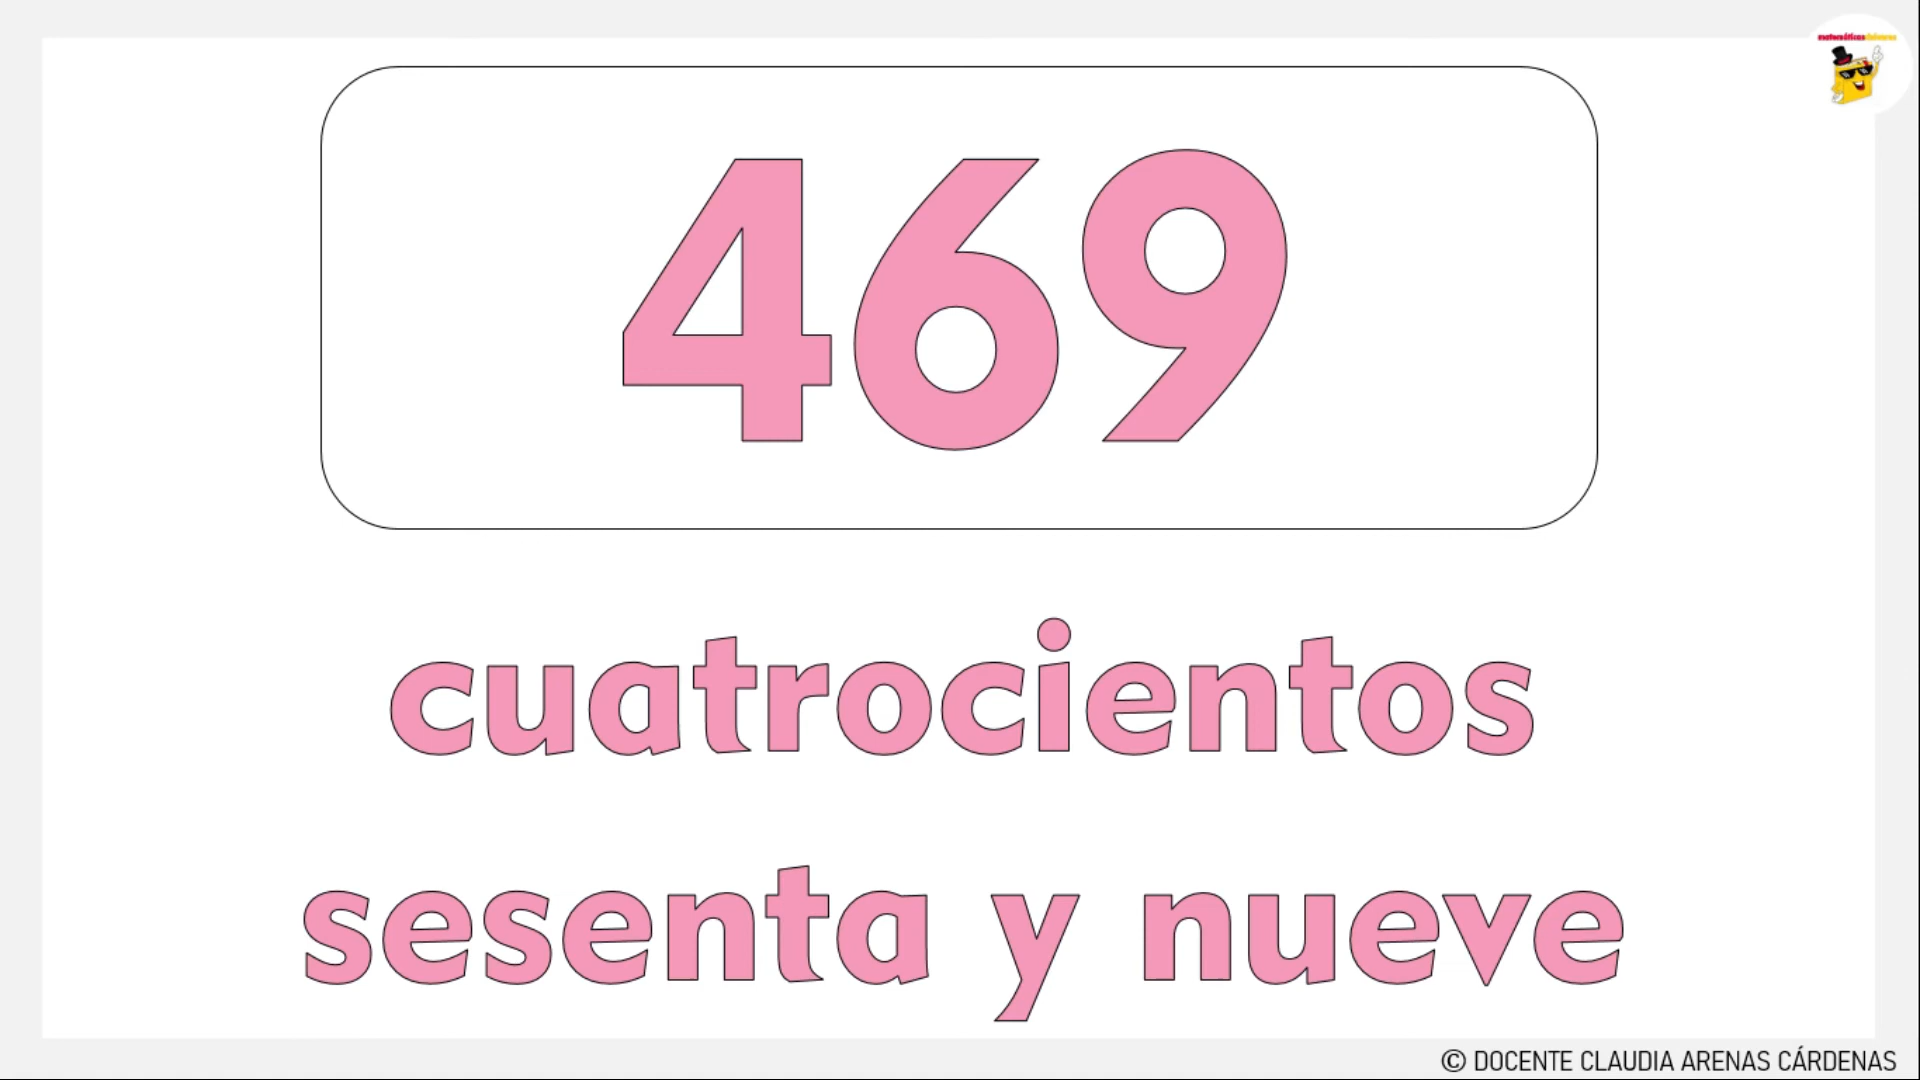 469
cuatrocientos
sesenta y nueve
© DOCENTE CLAUDIA ARENAS CÁRDENAS